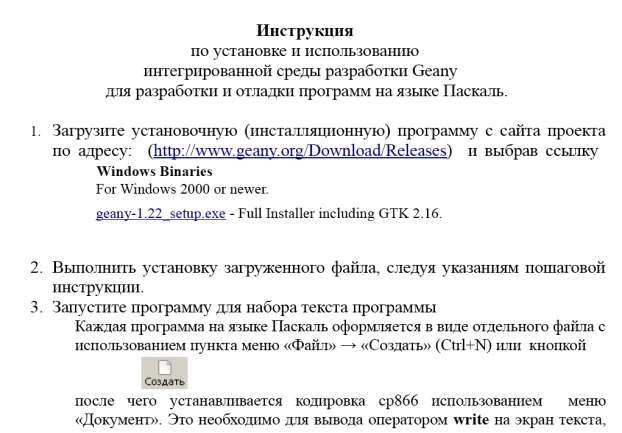 Инструкция
по установке и использованию
интегрированной среды разработки Geany
для разработки и отладки программ на языке Паскаль.
1. Загрузите установочную (инсталляционную) программу с сайта проекта
по адресу: (http://www.geany.org/Download/Releases) и выбрав ссылку
Windows Binaries
For Windows 2000 or newer.
geany-1.22_setup.exe - Full Installer including GTK 2.16.
2. Выполнить установку загруженного файла, следуя указаниям пошаговой
инструкции.
3. Запустите программу для набора текста программы
Каждая программа на языке Паскаль оформляется в виде отдельного файла с
использованием пункта меню «Файл» → «Создать» (Ctrl+N) или кнопкой
Создать
после чего устанавливается кодировка cp866 использованием меню
«Документ». Это необходимо для вывода оператором write на экран текста,